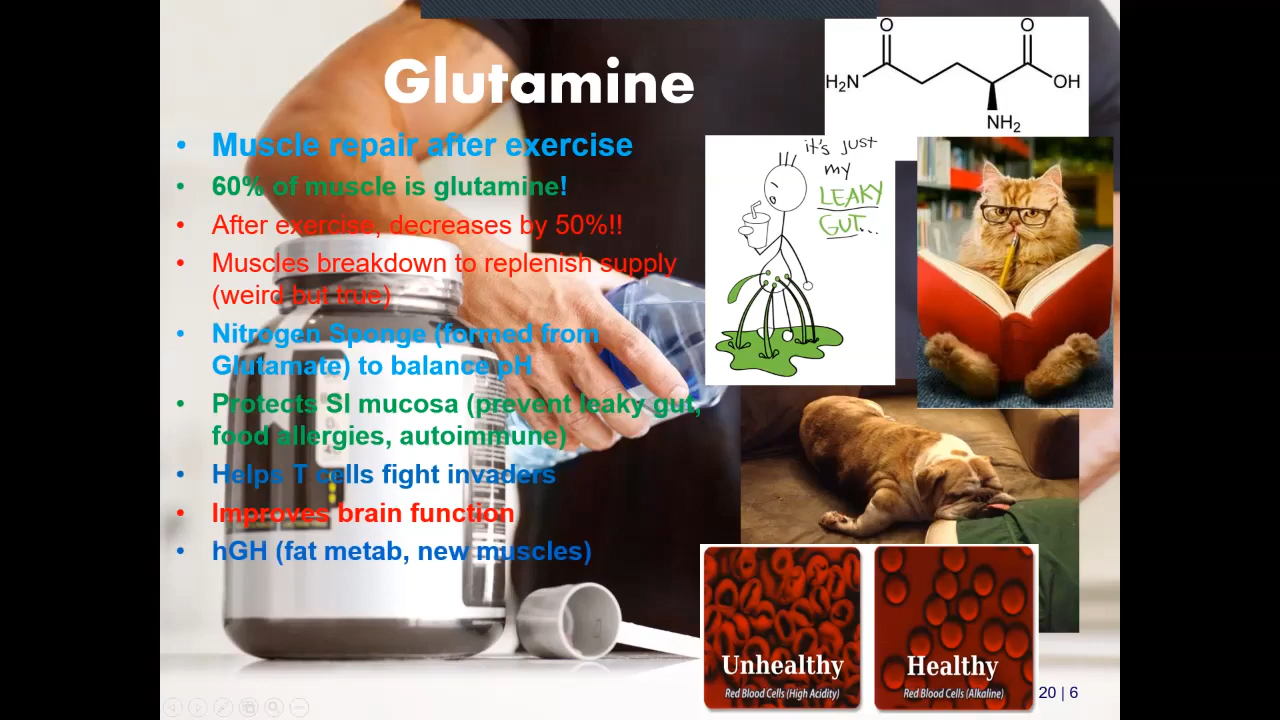 Glutamine
• Muscle repair after exercise
• 60% of muscle is glutamine!
• After exercise, decreases by 50%!!
• Muscles breakdown to replenish supply
(weird but true)
• Nitrogen Sponge (formed from
Glutamate) to balance pH
• Protects SI mucosa (prevent leaky gut,
food allergies, autoimmune)
• Helps T cells fight invaders
• Improves brain function
• hGH (fat metab, new muscles)
O O
H₂N OH
NH₂
it's just
my
LEAKY
GUT...
Unhealthy
Red Blood Cells (High Acidity)
Healthy
Red Blood Cells (Alkaline)
20 | 6